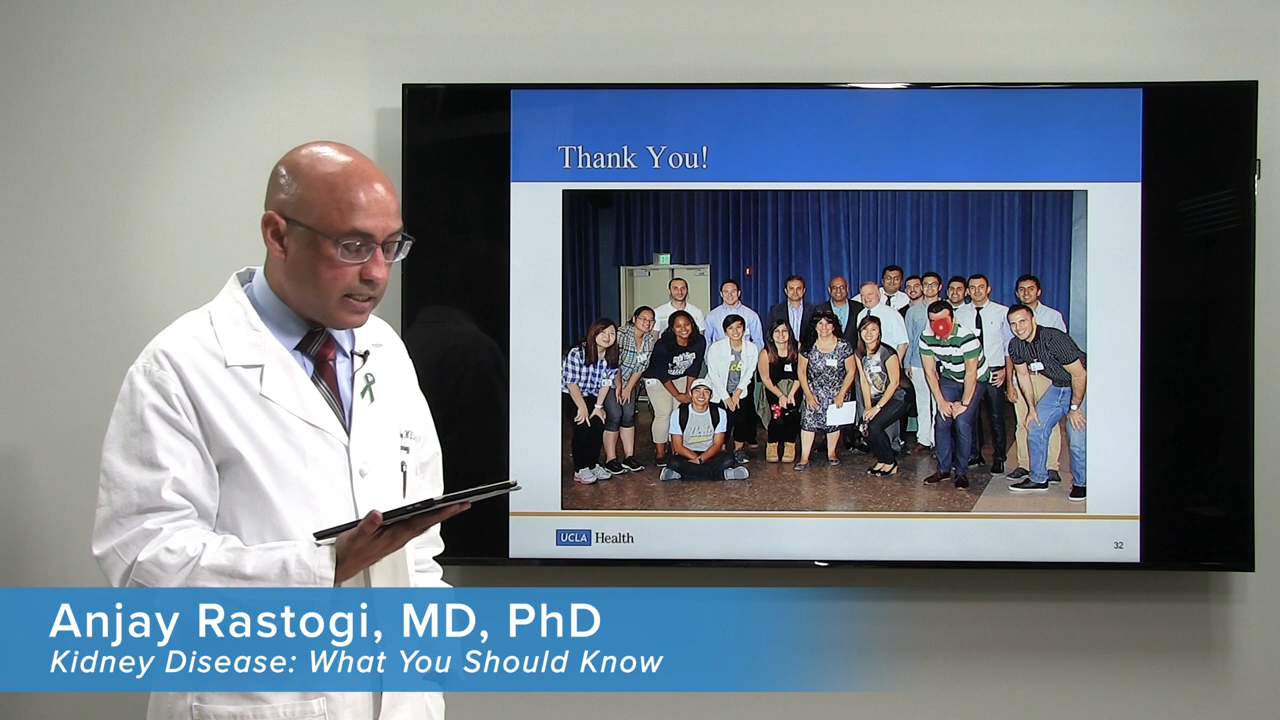 Thank You!
UCLA Health
32
Anjay Rastogi, MD, PhD
Kidney Disease: What You Should Know